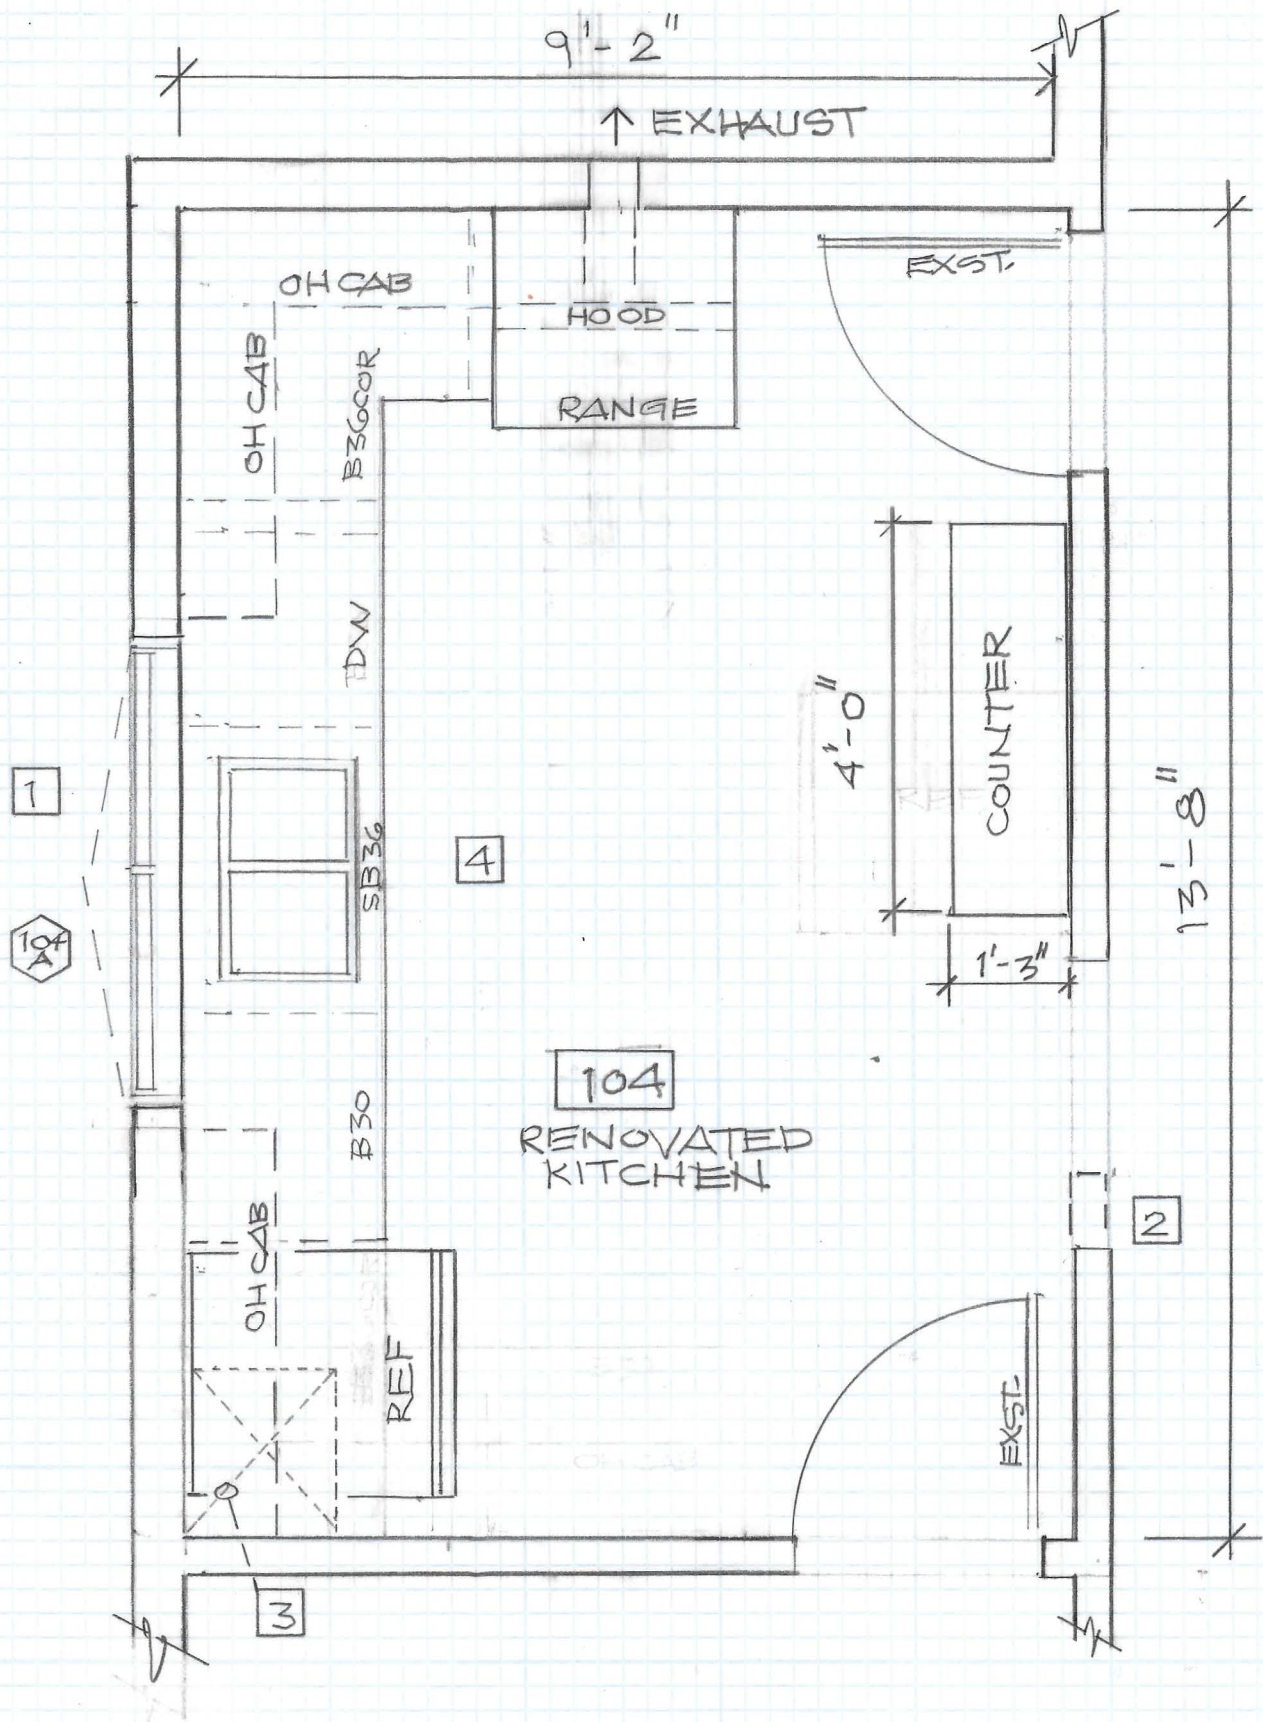 9'-2"
↑ EXHAUST
EXST.
OH CAB
HOOD
OH CAB
B36COR
RANGE
DW
4'-0"
COUNTER
1
13'-8"
SB36
4
104
A
1'-3"
104
B30
RENOVATED
KITCHEN
2
OH CAB
REF
EXST.
3